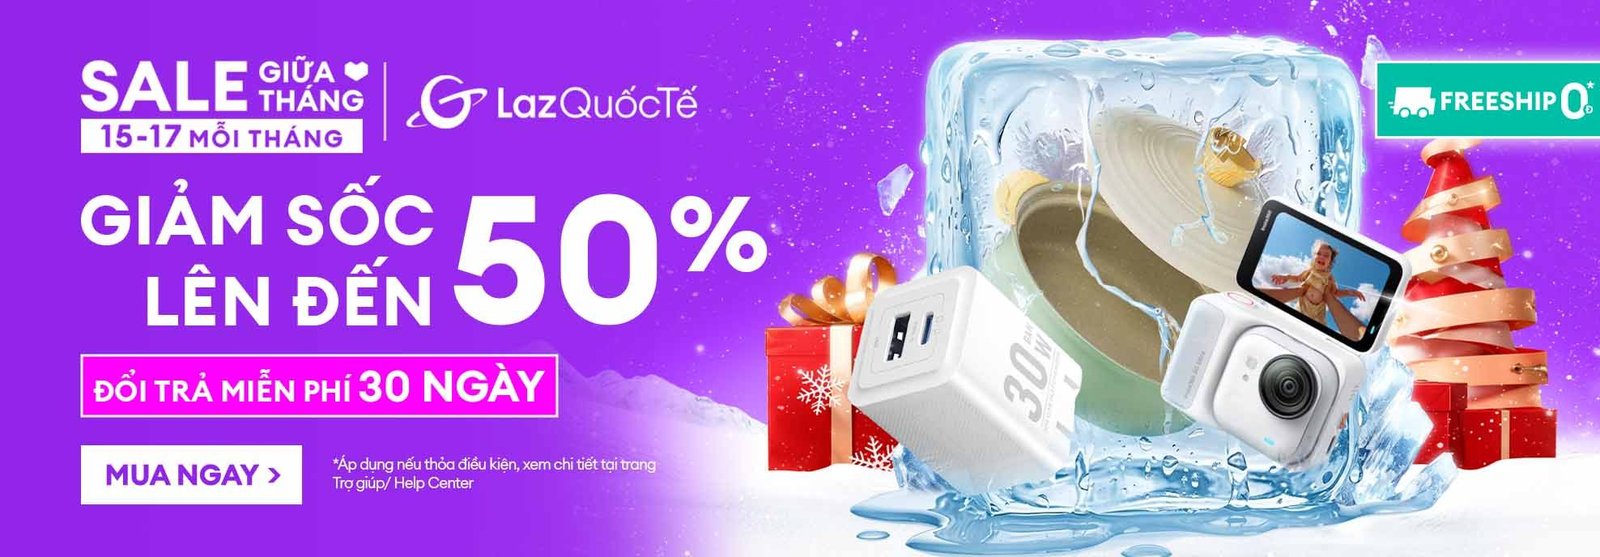 SALE GIỮA THÁNG
15-17 MỖI THÁNG
LazQuốcTế
FREESHIP 0Đ*
GIẢM SỐC
LÊN ĐẾN
50%
ĐỔI TRẢ MIỄN PHÍ 30 NGÀY
MUA NGAY >
*Áp dụng nếu thỏa điều kiện, xem chi tiết tại trang
Trợ giúp/ Help Center
30W
GAN